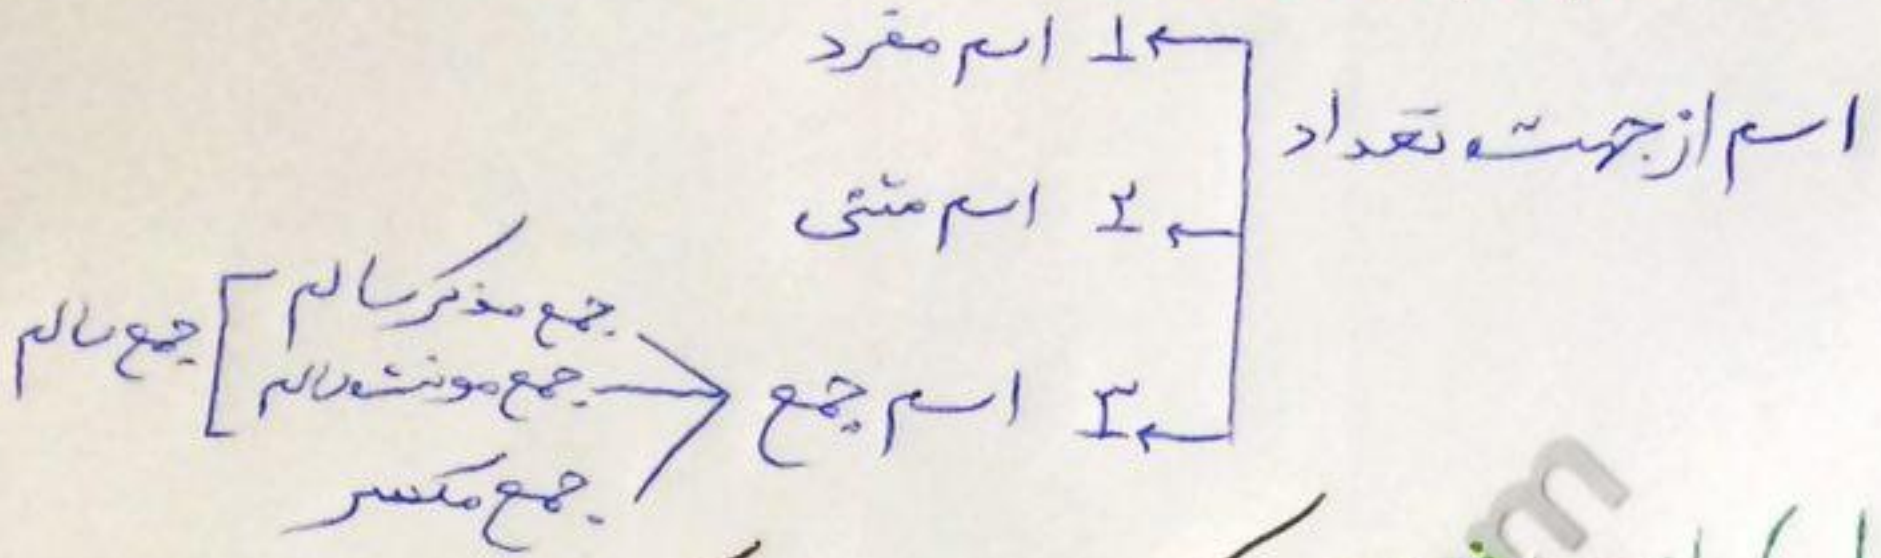 اسم از جهت تعداد
۱ اسم مفرد
۲ اسم مثنی
۳ اسم جمع
جمع مذکر سالم
جمع مونث سالم
جمع سالم
جمع مکسر
m